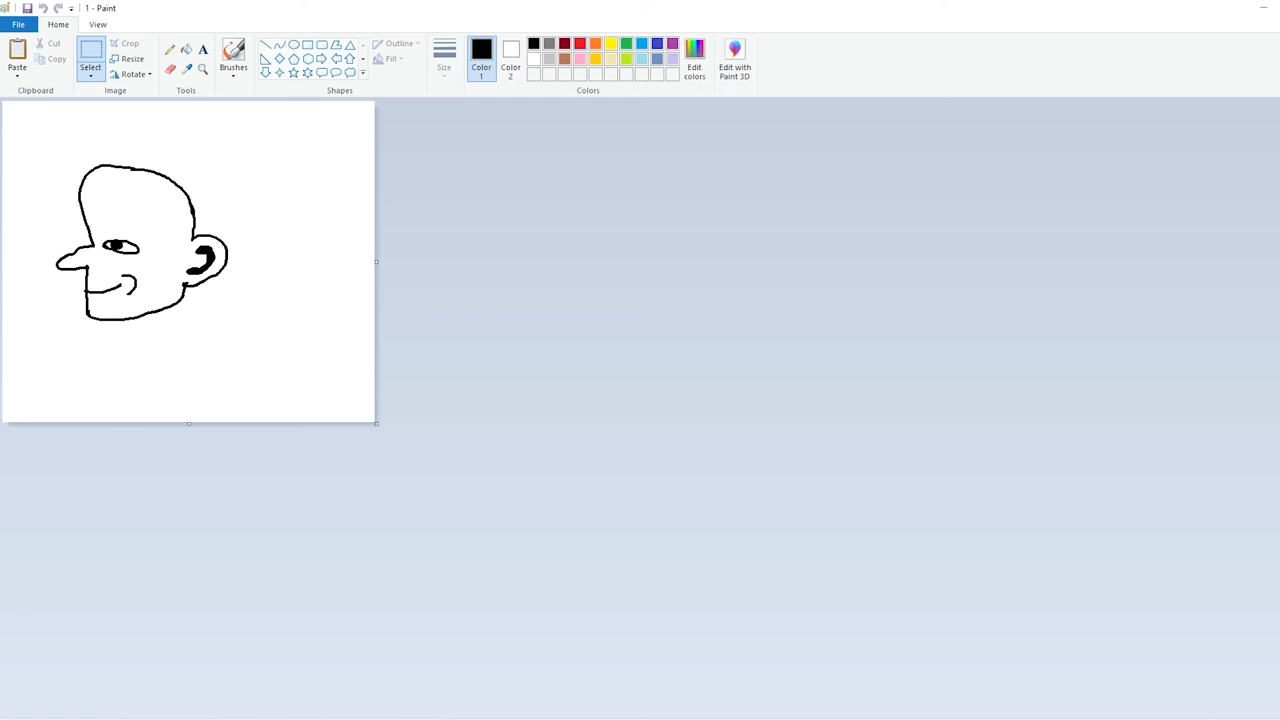 1 - Paint
File Home View
Paste
Cut
Copy
Clipboard
Select
Crop
Resize
Rotate
Image
A
Tools
Brushes
Outline
Fill
Shapes
Size
Color
1
Color
2
Edit
colors
Colors
Edit with
Paint 3D